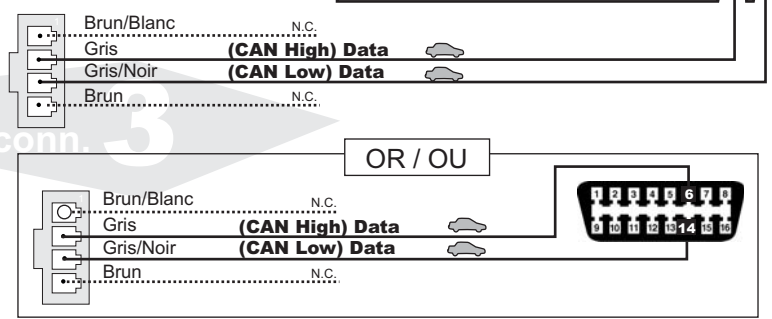 Brun/Blanc N.C.
Gris (CAN High) Data
Gris/Noir (CAN Low) Data
Brun N.C.
conn. 3
OR / OU
Brun/Blanc N.C.
Gris (CAN High) Data
Gris/Noir (CAN Low) Data
Brun N.C.
1 2 3 4 5 6 7 8
9 10 11 12 13 14 15 16